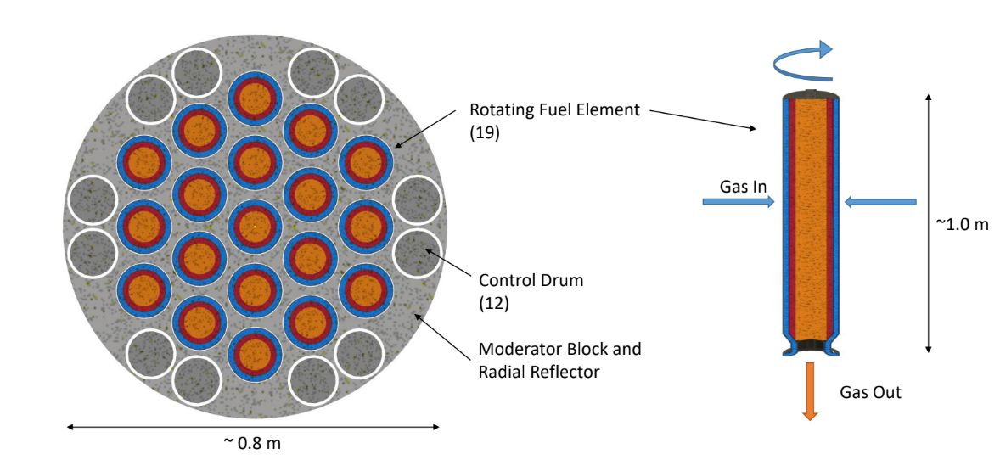 Rotating Fuel Element
(19)
Gas In
~1.0 m
Control Drum
(12)
Moderator Block and
Radial Reflector
Gas Out
~ 0.8 m